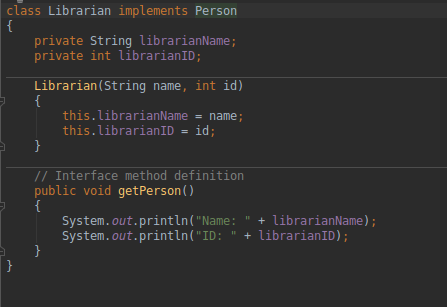 class Librarian implements Person
{
    private String librarianName;
    private int librarianID;
    Librarian(String name, int id)
    {
        this.librarianName = name;
        this.librarianID = id;
    }
    // Interface method definition
    public void getPerson()
    {
        System.out.println("Name: " + librarianName);
        System.out.println("ID: " + librarianID);
    }
}